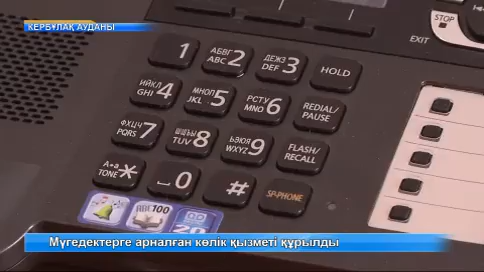 КЕРБҰЛАҚ АУДАНЫ
STOP
EXIT
1
АБВГ
ABC 2
ДЕЖЗ
DEF 3
HOLD
ИЙКЛ
GHI 4
МНОП
JKL 5
РСТУ
MNO 6
REDIAL/
PAUSE
ФХЦЧ
PQRS 7
ШЩЪЫ
TUV 8
ЬЭЮЯ
WXYZ 9
FLASH/
RECALL
А•а
TONE *
0
#
SP-PHONE
ABC100
Мүгедектерге арналған көлік қызметі құрылды